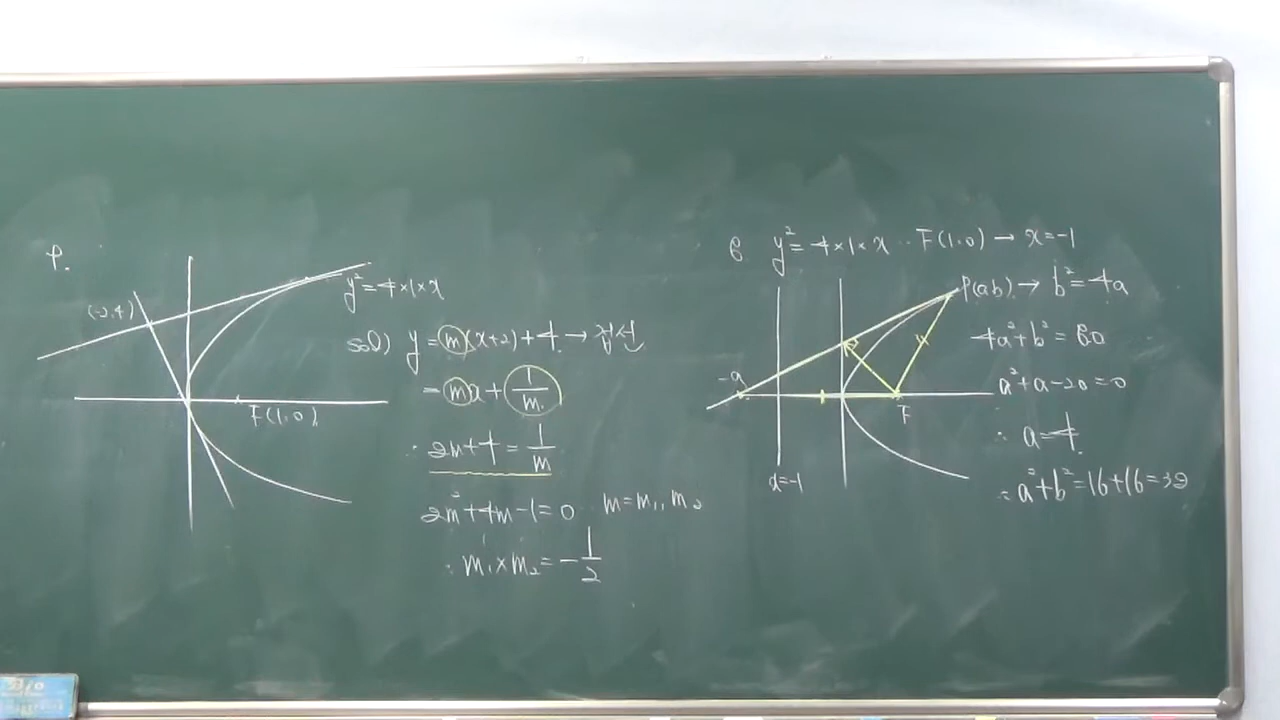 9.
(-2,4)
F(1,0)
y²=4×1×x
sol) y=m(x+2)+4 → 접선
=mx+1/m
∴ 2m+4=1/m
2m²+4m-1=0 m=m₁, m₂
∴ m₁×m₂=-1/2
8 y²=4×1×x ‥ F(1,0) → x=-1
P(a,b) → b²=4a
4a²+b²=80
-a
F
a²+a-20=0
∴ a=4
x=-1
∴ a²+b²=16+16=32